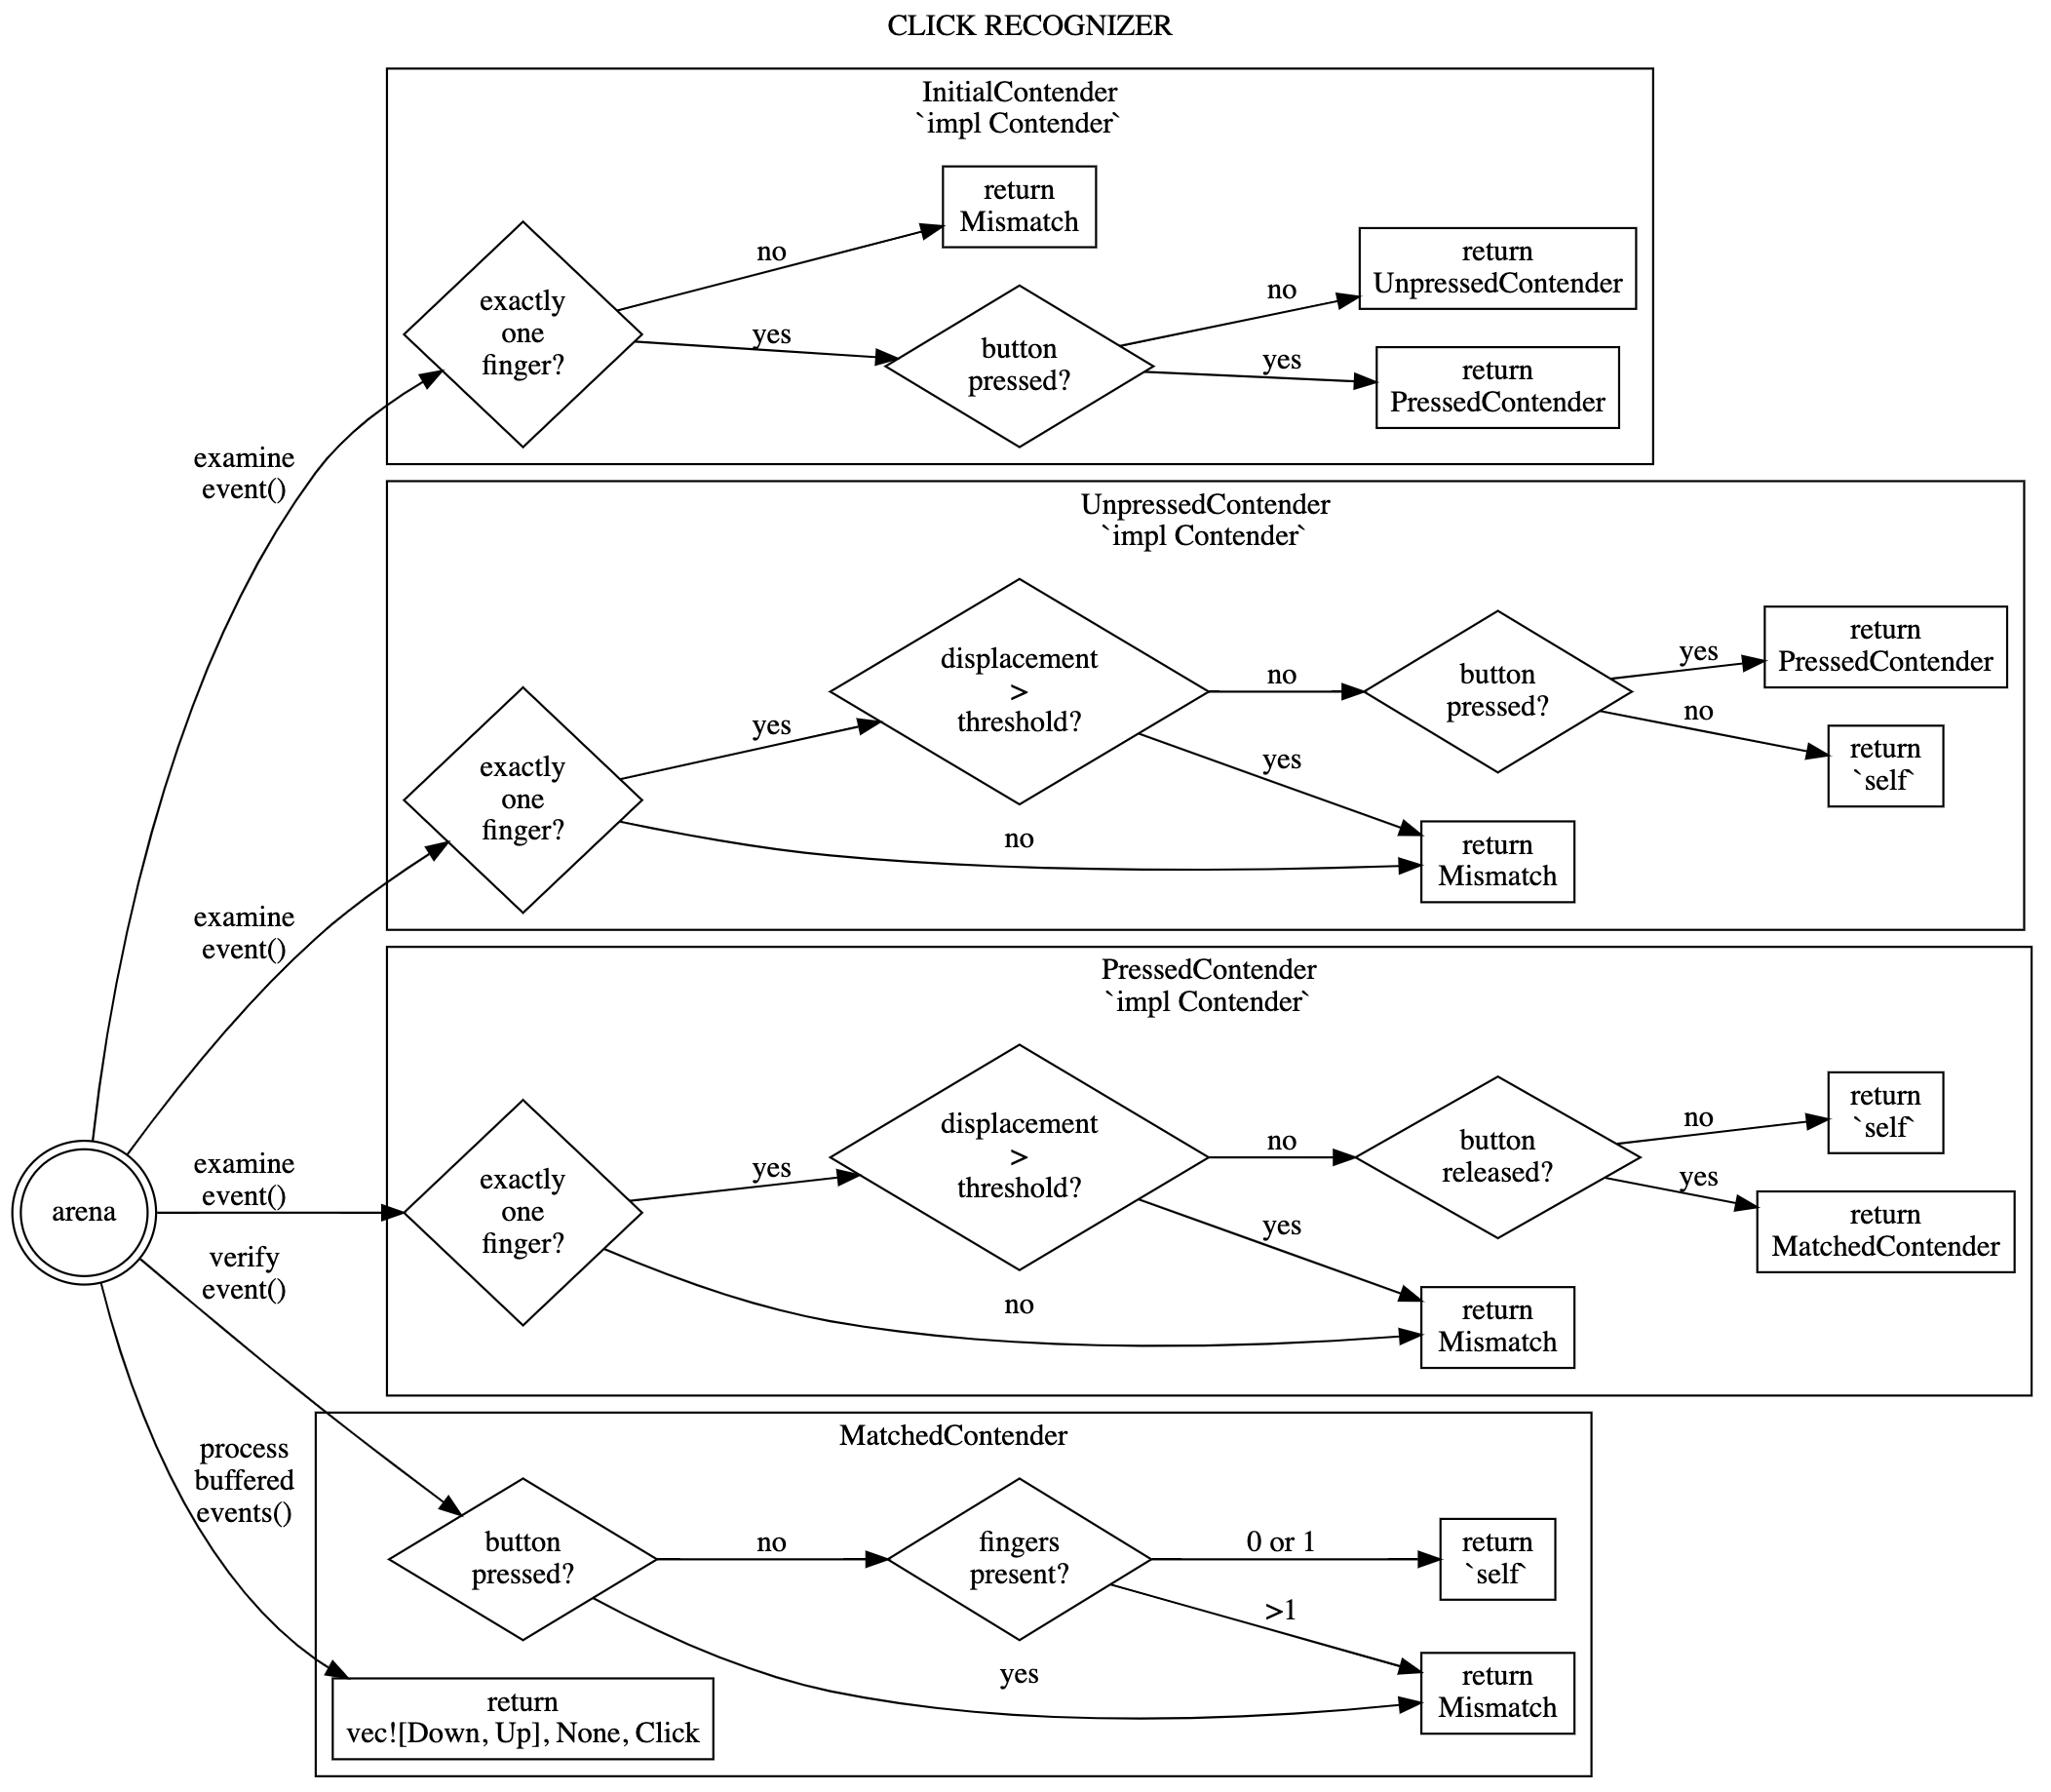 CLICK RECOGNIZER
InitialContender
`impl Contender`
return
Mismatch
no
return
UnpressedContender
exactly
one
finger?
no
yes
button
pressed?
yes
return
PressedContender
examine
event()
UnpressedContender
`impl Contender`
displacement
>
threshold?
no
button
pressed?
yes
return
PressedContender
no
return
`self`
exactly
one
finger?
yes
yes
no
return
Mismatch
examine
event()
PressedContender
`impl Contender`
displacement
>
threshold?
no
button
released?
no
return
`self`
yes
return
MatchedContender
examine
event()
exactly
one
finger?
yes
yes
no
return
Mismatch
arena
verify
event()
MatchedContender
process
buffered
events()
button
pressed?
no
fingers
present?
0 or 1
return
`self`
>1
yes
return
Mismatch
return
vec![Down, Up], None, Click